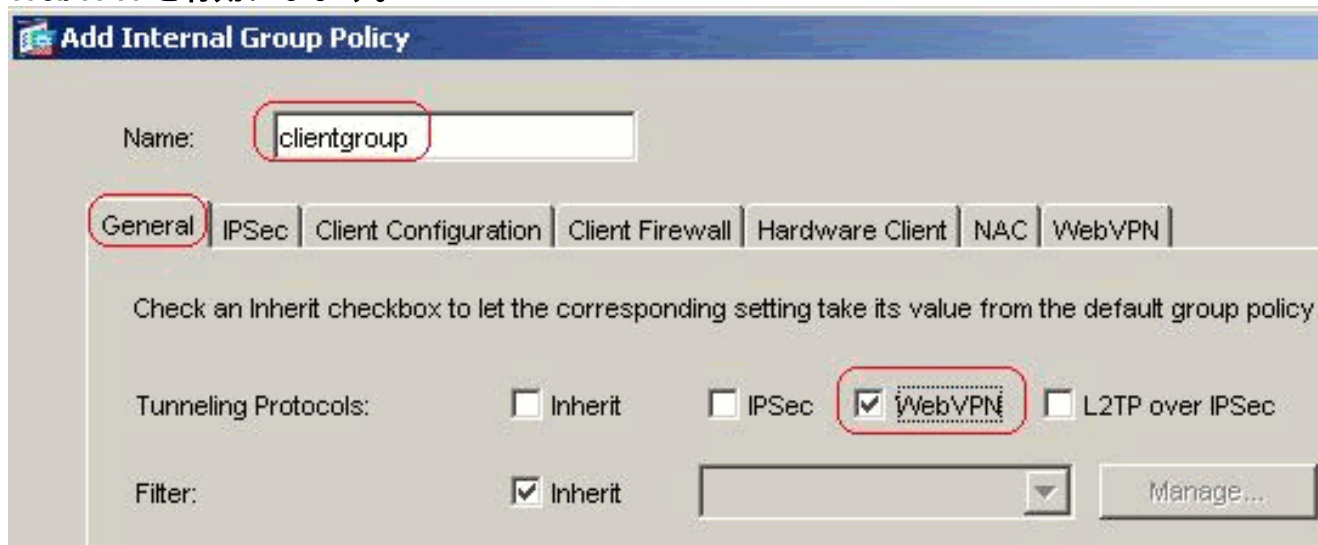 Add Internal Group Policy
Name: clientgroup
General IPSec Client Configuration Client Firewall Hardware Client NAC WebVPN
Check an Inherit checkbox to let the corresponding setting take its value from the default group policy
Tunneling Protocols: Inherit IPSec WebVPN L2TP over IPSec
Filter: Inherit Manage...